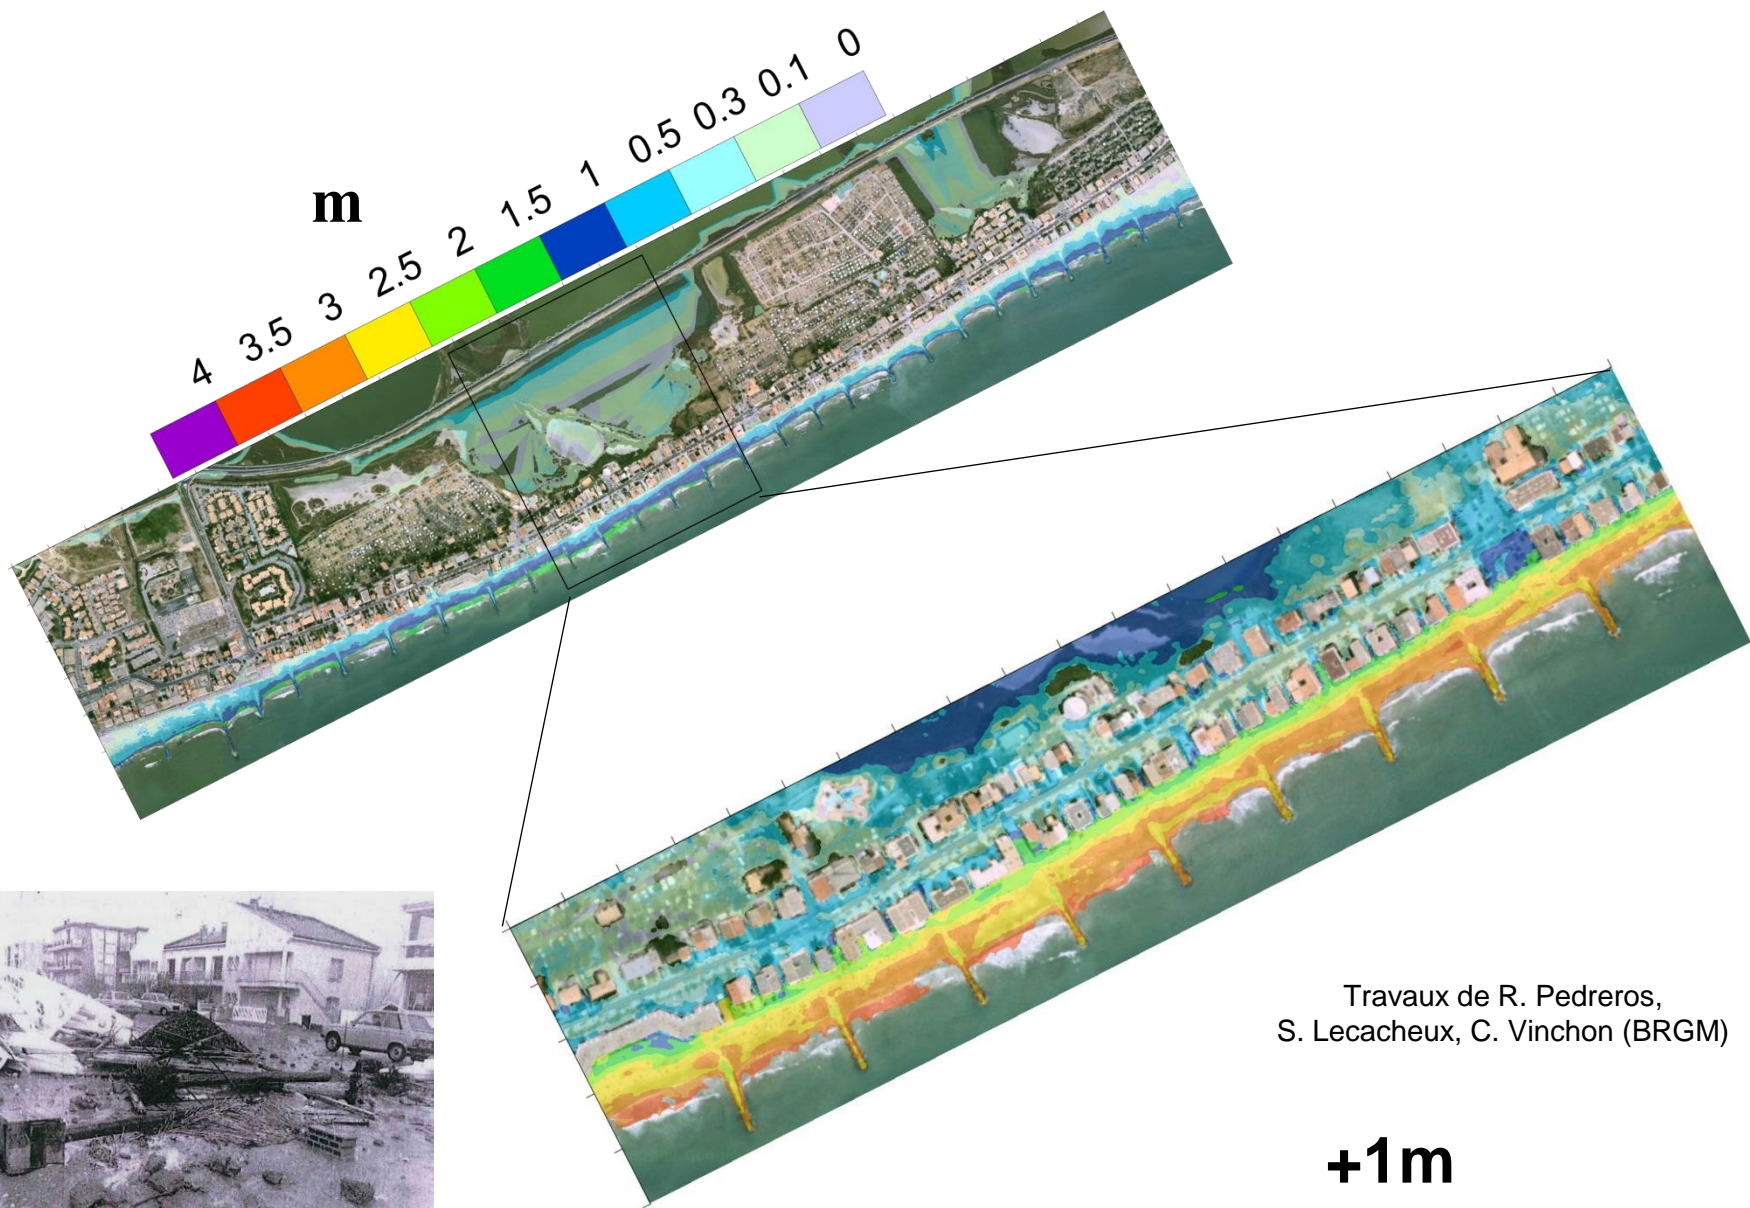 m
4
3.5
3
2.5
2
1.5
1
0.5
0.3
0.1
0
Travaux de R. Pedreros,
S. Lecacheux, C. Vinchon (BRGM)
+1m